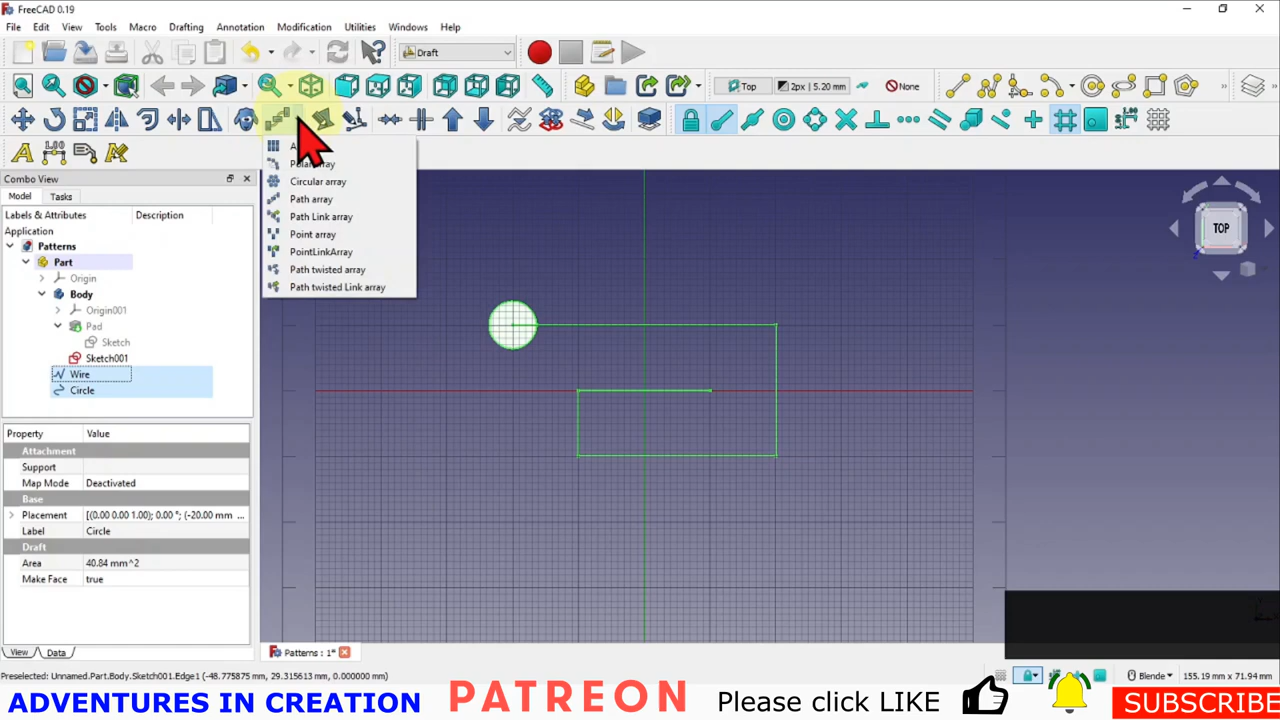 FreeCAD 0.19
File Edit View Tools Macro Drafting Annotation Modification Utilities Windows Help
Draft
Top 2px | 5.20 mm None
Combo View
Model Tasks
Labels & Attributes Description
Application
Patterns
Part
Origin
Body
Origin001
Pad
Sketch
Sketch001
Wire
Circle
Polar array
Circular array
Path array
Path Link array
Point array
PointLinkArray
Path twisted array
Path twisted Link array
TOP
Z
Property Value
Attachment
Support
Map Mode Deactivated
Base
Placement [(0.00 0.00 1.00); 0.00 °; (-20.00 mm ...
Label Circle
Draft
Area 40.84 mm^2
Make Face true
View Data
Patterns : 1*
Preselected: Unnamed.Part.Body.Sketch001.Edge1 (-48.775875 mm, 29.315613 mm, 0.000000 mm)
Blende 155.19 mm x 71.94 mm
ADVENTURES IN CREATION PATREON Please click LIKE SUBSCRIBE